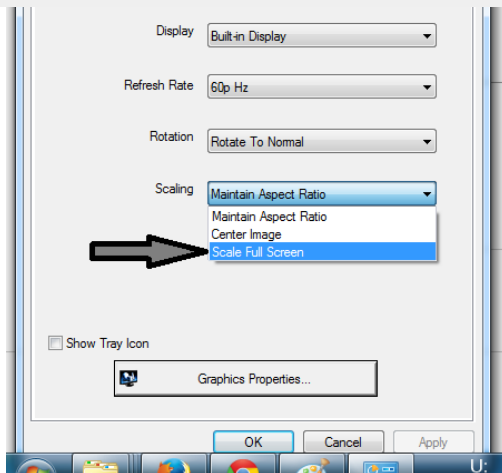 Display Built-in Display
Refresh Rate 60p Hz
Rotation Rotate To Normal
Scaling Maintain Aspect Ratio
Maintain Aspect Ratio
Center Image
Scale Full Screen
Show Tray Icon
Graphics Properties...
OK Cancel Apply
U: